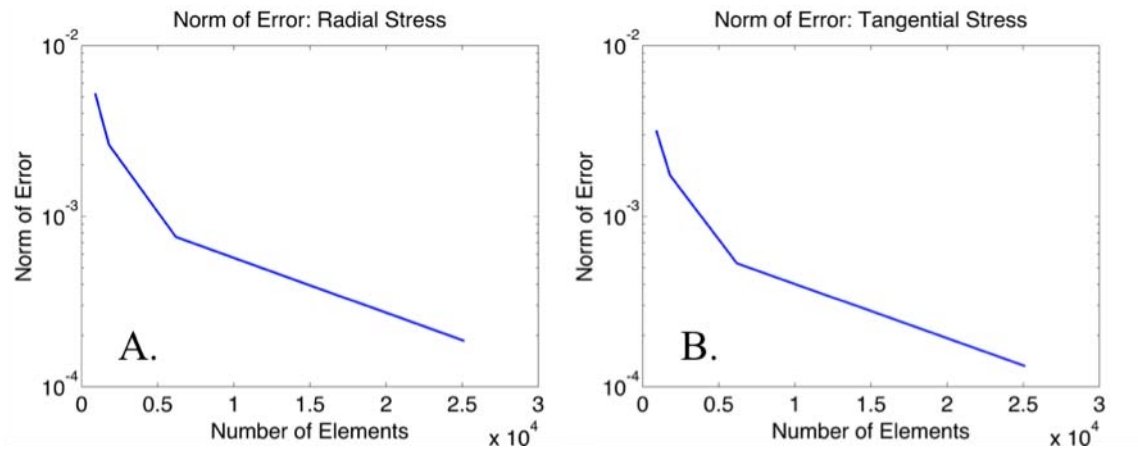 Norm of Error: Radial Stress
10^-2
10^-3
10^-4
Norm of Error
A.
0 0.5 1 1.5 2 2.5 3
Number of Elements
x 10^4
Norm of Error: Tangential Stress
10^-2
10^-3
10^-4
Norm of Error
B.
0 0.5 1 1.5 2 2.5 3
Number of Elements
x 10^4